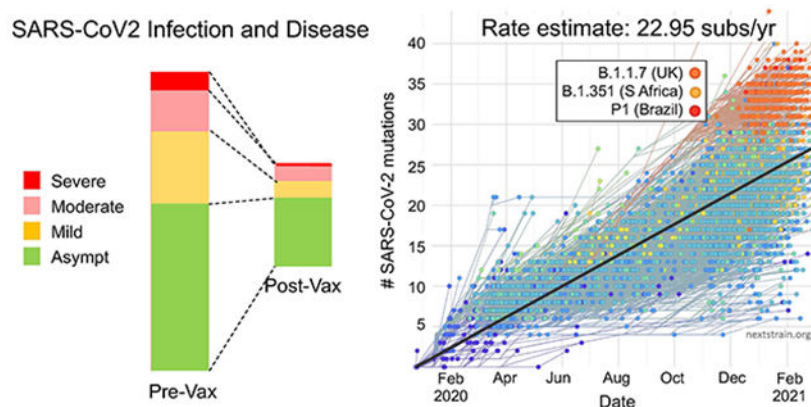 SARS-CoV2 Infection and Disease
Severe
Moderate
Mild
Asympt
Pre-Vax
Post-Vax
Rate estimate: 22.95 subs/yr
B.1.1.7 (UK)
B.1.351 (S Africa)
P1 (Brazil)
# SARS-CoV-2 mutations
40
35
30
25
20
15
10
5
nextstrain.org
Feb Apr Jun Aug Oct Dec Feb
2020 2021
Date